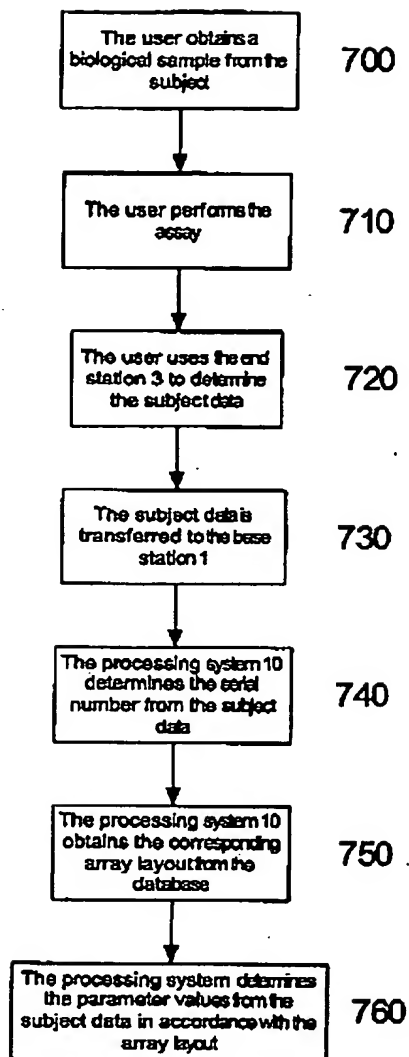 The user obtains a
biological sample from the
subject
700
The user performs the
assay
710
The user uses the end
station 3 to determine
the subject data
720
The subject data is
transferred to the base
station 1
730
The processing system 10
determines the serial
number from the subject
data
740
The processing system 10
obtains the corresponding
array layout from the
database
750
The processing system determines
the parameter values from the
subject data in accordance with the
array layout
760